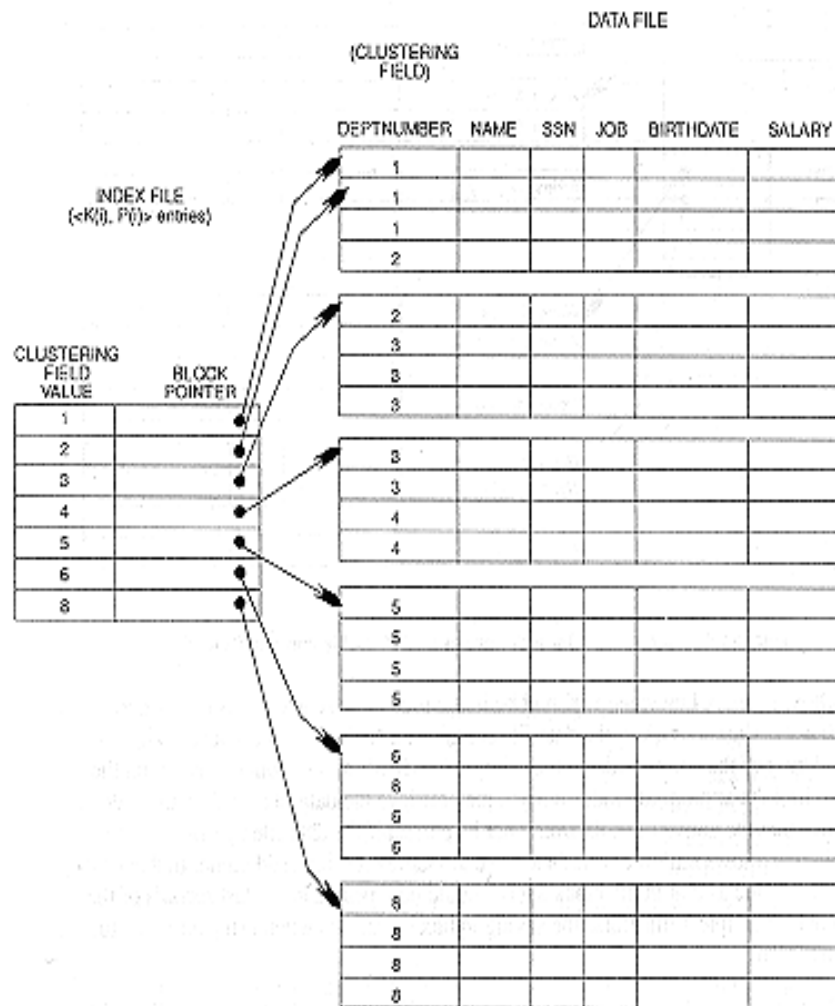 DATA FILE
(CLUSTERING
FIELD)
DEPTNUMBER NAME SSN JOB BIRTHDATE SALARY
INDEX FILE
(<K(i), P(i)> entries)
1
1
1
2
2
3
3
3
3
3
4
4
5
5
5
5
6
6
6
6
8
8
8
8
CLUSTERING
FIELD
VALUE
BLOCK
POINTER
1
2
3
4
5
6
8